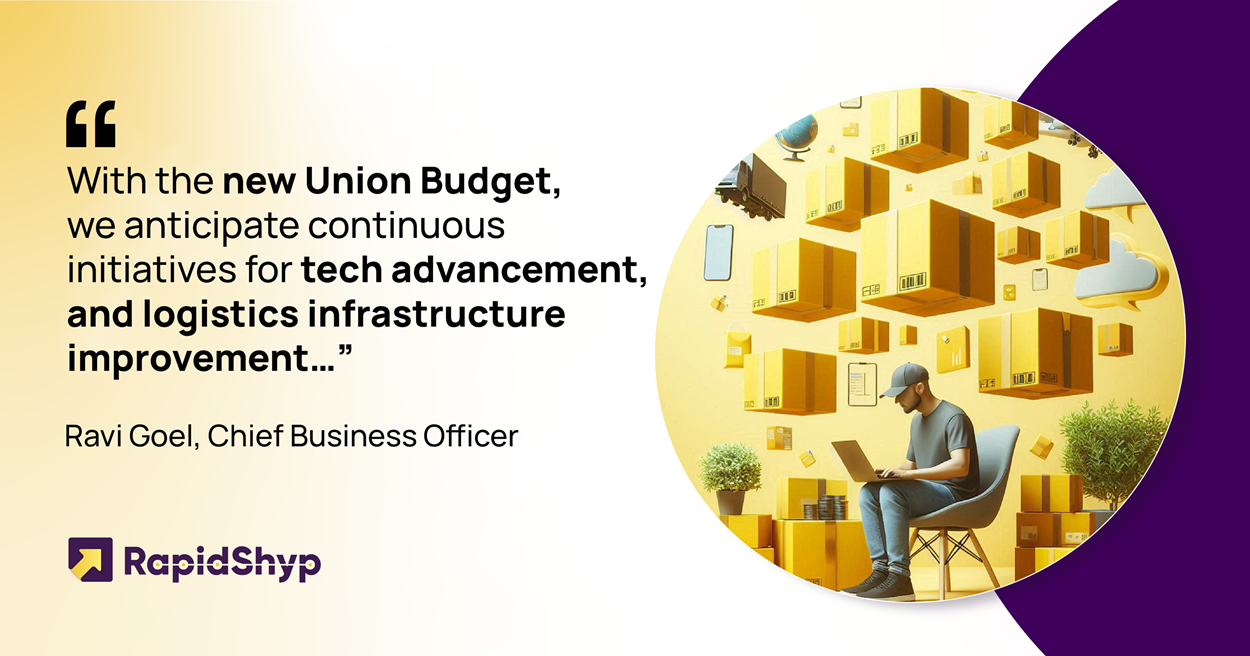 “
With the new Union Budget,
we anticipate continuous
initiatives for tech advancement,
and logistics infrastructure
improvement...”
Ravi Goel, Chief Business Officer
RapidShyp